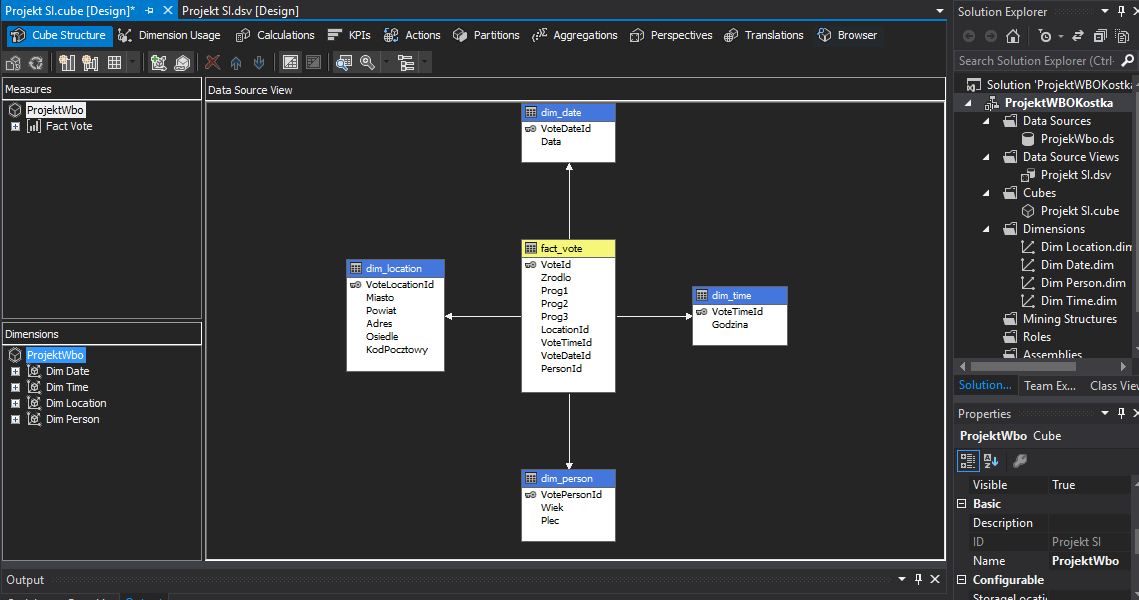 Projekt SI.cube [Design]* Projekt SI.dsv [Design]
Cube Structure Dimension Usage Calculations KPIs Actions Partitions Aggregations Perspectives Translations Browser
Measures
ProjektWbo
Fact Vote
Dimensions
ProjektWbo
Dim Date
Dim Time
Dim Location
Dim Person
Data Source View
dim_date
VoteDateId
Data
fact_vote
VoteId
Zrodlo
Prog1
Prog2
Prog3
LocationId
VoteTimeId
VoteDateId
PersonId
dim_location
VoteLocationId
Miasto
Powiat
Adres
Osiedle
KodPocztowy
dim_time
VoteTimeId
Godzina
dim_person
VotePersonId
Wiek
Plec
Output
Solution Explorer
Search Solution Explorer (Ctrl
Solution 'ProjektWBOKostka
ProjektWBOKostka
Data Sources
ProjekWbo.ds
Data Source Views
Projekt SI.dsv
Cubes
Projekt SI.cube
Dimensions
Dim Location.dim
Dim Date.dim
Dim Person.dim
Dim Time.dim
Mining Structures
Roles
Assemblies
Solution... Team Ex... Class View
Properties
ProjektWbo Cube
Visible True
Basic
Description
ID Projekt SI
Name ProjektWbo
Configurable
StorageLocati